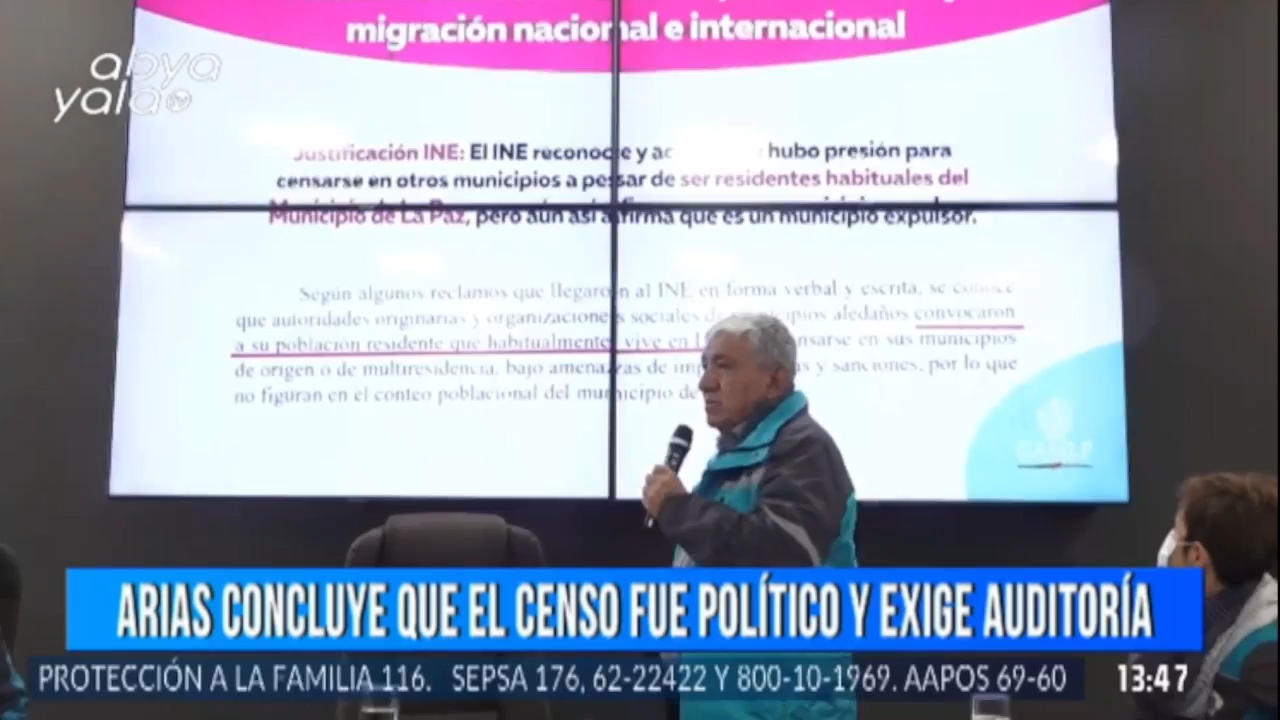 migración nacional e internacional
abya
yala tv
Justificación INE: El INE reconoce y hubo presión para
censarse en otros municipios a pesar de ser residentes habituales del
Municipio de La Paz, pero aún así afirma que es un municipio expulsor.
Según algunos reclamos que llegaron al INE en forma verbal y escrita, se conoce
que autoridades originarias y organizaciones sociales de municipios aledaños convocaron
a su población residente que habitualmente vive en censarse en sus municipios
de origen o de multiresidencia, bajo amenazas de y sanciones, por lo que
no figuran en el conteo poblacional del municipio de
GAMLP
ARIAS CONCLUYE QUE EL CENSO FUE POLÍTICO Y EXIGE AUDITORÍA
PROTECCIÓN A LA FAMILIA 116. SEPSA 176, 62-22422 Y 800-10-1969. AAPOS 69-60
13:47